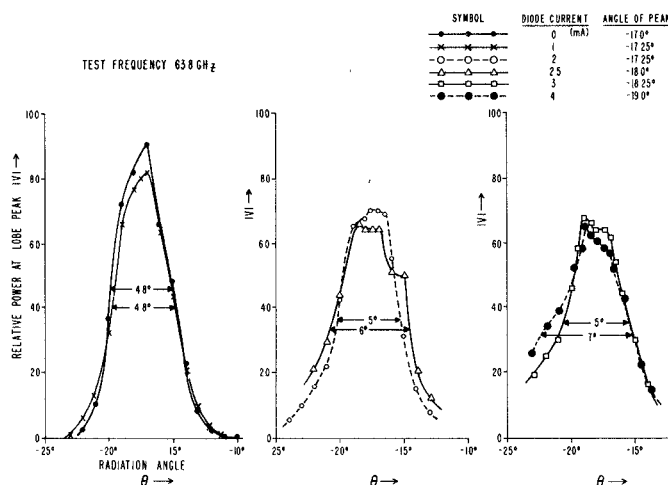 SYMBOL DIODE CURRENT ANGLE OF PEAK
0 (mA) -17.0°
1 -17.25°
2 -17.25°
2.5 -18.0°
3 -18.25°
4 -19.0°
TEST FREQUENCY 63.8 GHz
RELATIVE POWER AT LOBE PEAK |V| →
100
80
60
40
20
0
4.8°
4.8°
-25° -20° -15° -10°
RADIATION ANGLE
θ →
|V| →
80
60
40
20
0
5°
6°
-25° -20° -15° -10°
θ →
|V| →
80
60
40
20
0
5°
7°
-25° -20° -15°
θ →